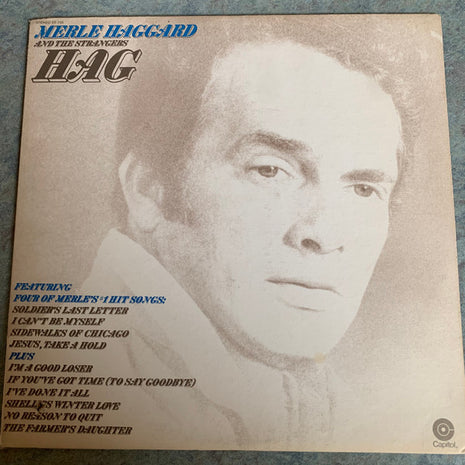 MERLE HAGGARD
AND THE STRANGERS
HAG
FEATURING
FOUR OF MERLE'S #1 HIT SONGS:
SOLDIER'S LAST LETTER
I CAN'T BE MYSELF
SIDEWALKS OF CHICAGO
JESUS, TAKE A HOLD
PLUS
I'M A GOOD LOSER
IF YOU'VE GOT TIME (TO SAY GOODBYE)
I'VE DONE IT ALL
SHELLY'S WINTER LOVE
NO REASON TO QUIT
THE FARMER'S DAUGHTER
Capitol